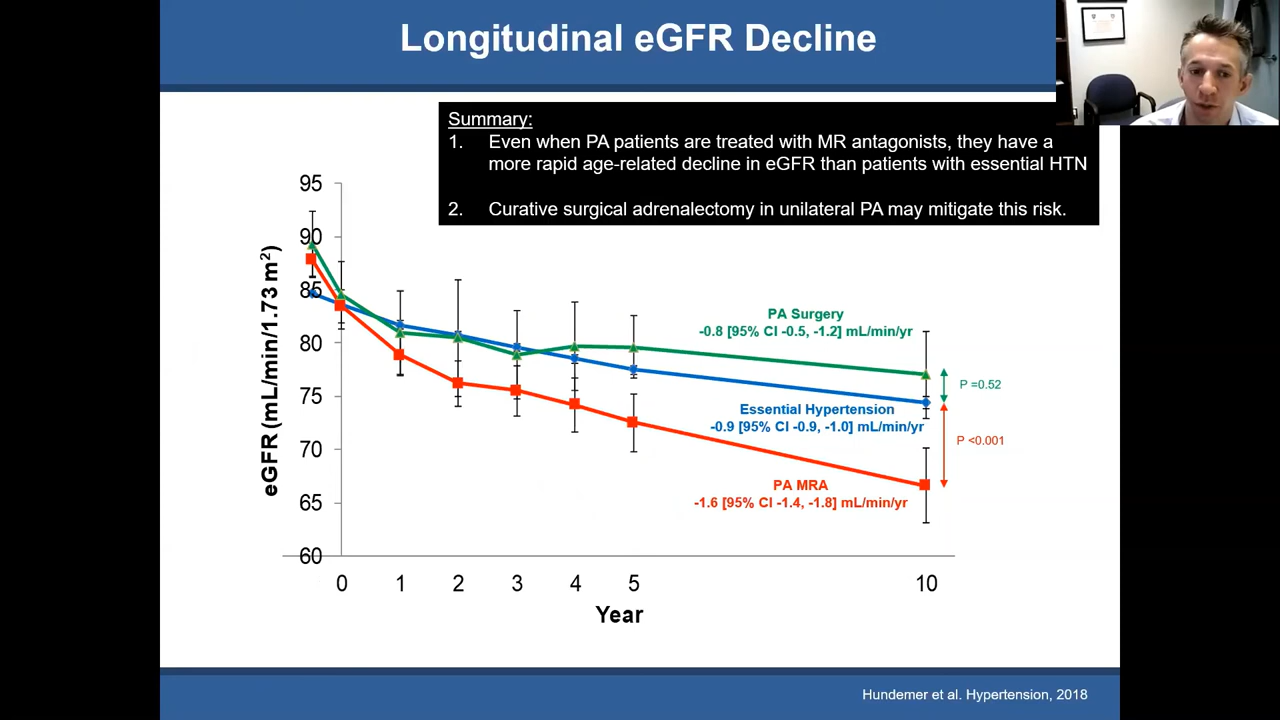 Longitudinal eGFR Decline
Summary:
1. Even when PA patients are treated with MR antagonists, they have a
more rapid age-related decline in eGFR than patients with essential HTN
2. Curative surgical adrenalectomy in unilateral PA may mitigate this risk.
95
90
85
80
75
70
65
60
eGFR (mL/min/1.73 m²)
PA Surgery
-0.8 [95% CI -0.5, -1.2] mL/min/yr
P =0.52
Essential Hypertension
-0.9 [95% CI -0.9, -1.0] mL/min/yr
P <0.001
PA MRA
-1.6 [95% CI -1.4, -1.8] mL/min/yr
0 1 2 3 4 5 10
Year
Hundemer et al. Hypertension, 2018